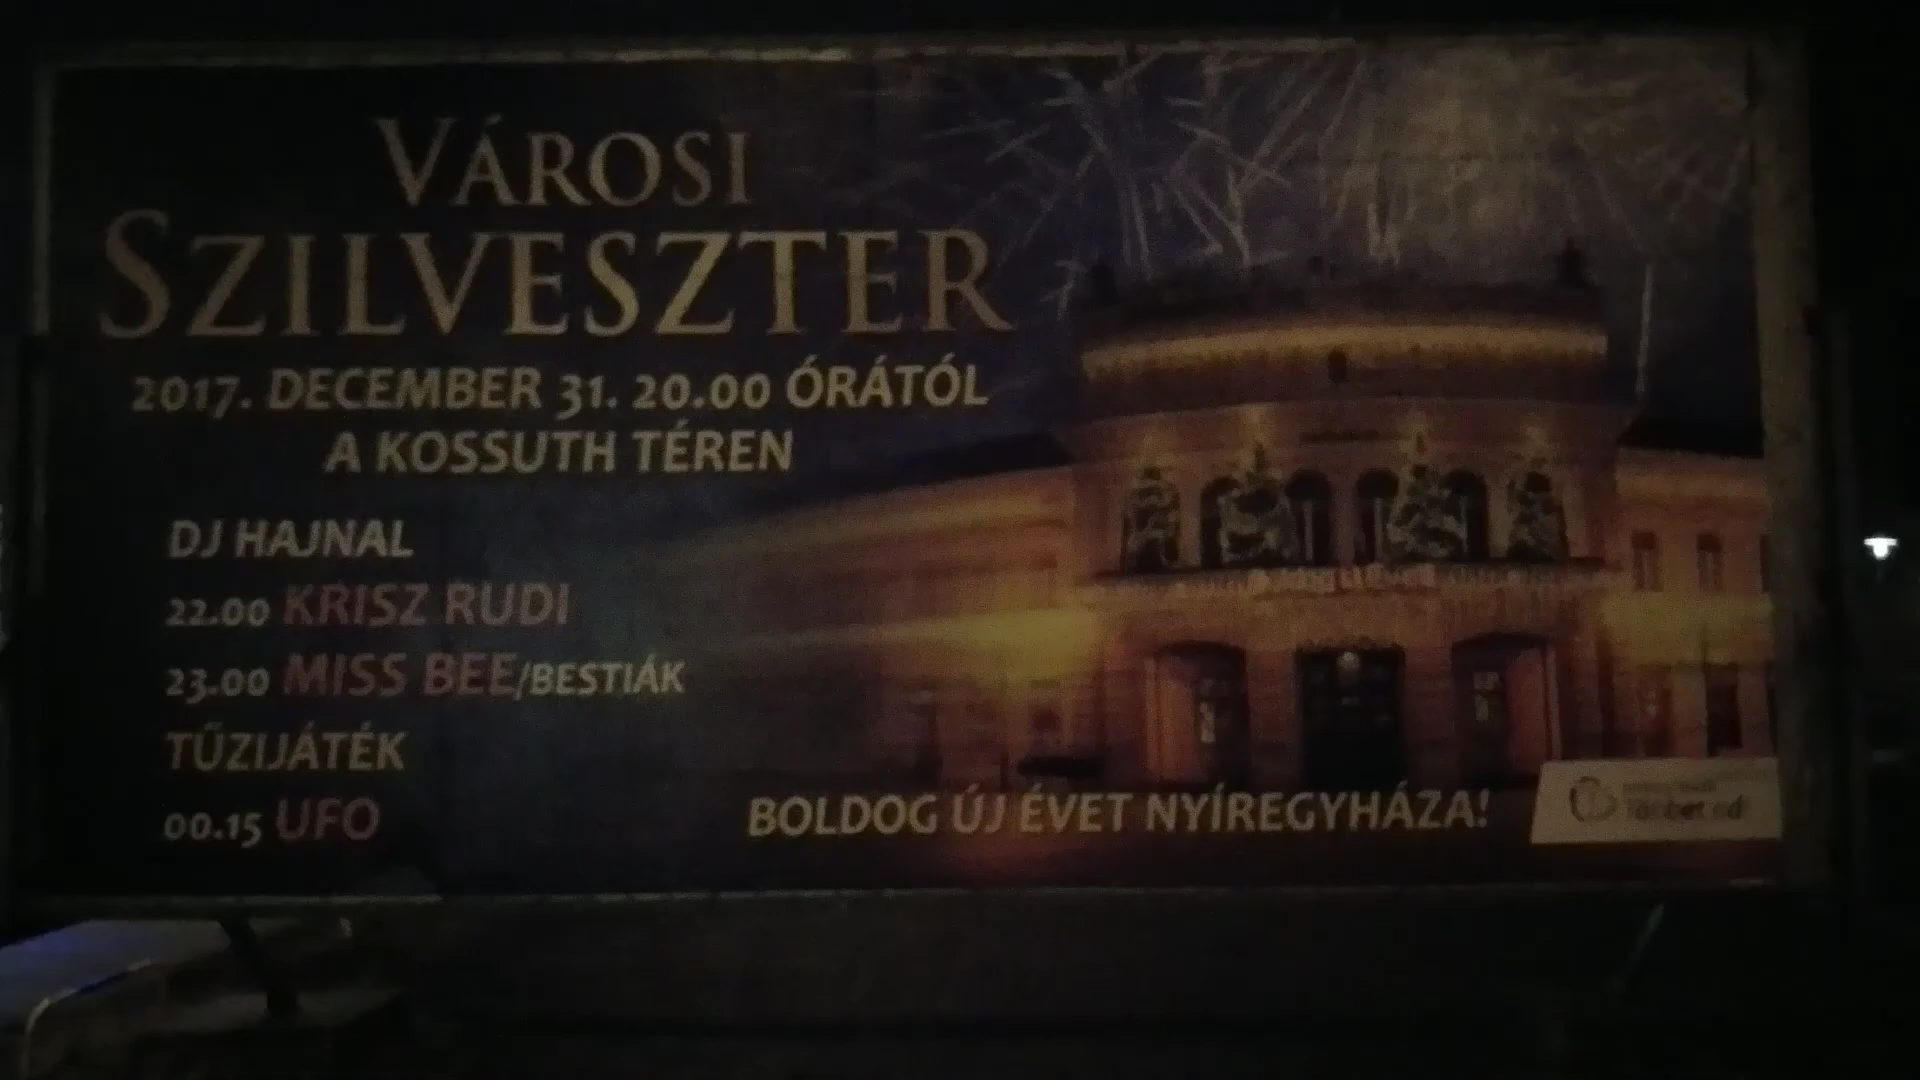 VÁROSI
SZILVESZTER
2017. DECEMBER 31. 20.00 ÓRÁTÓL
A KOSSUTH TÉREN
DJ HAJNAL
22.00 KRISZ RUDI
23.00 MISS BEE/BESTIÁK
TŰZIJÁTÉK
00.15 UFO
BOLDOG ÚJ ÉVET NYÍREGYHÁZA!